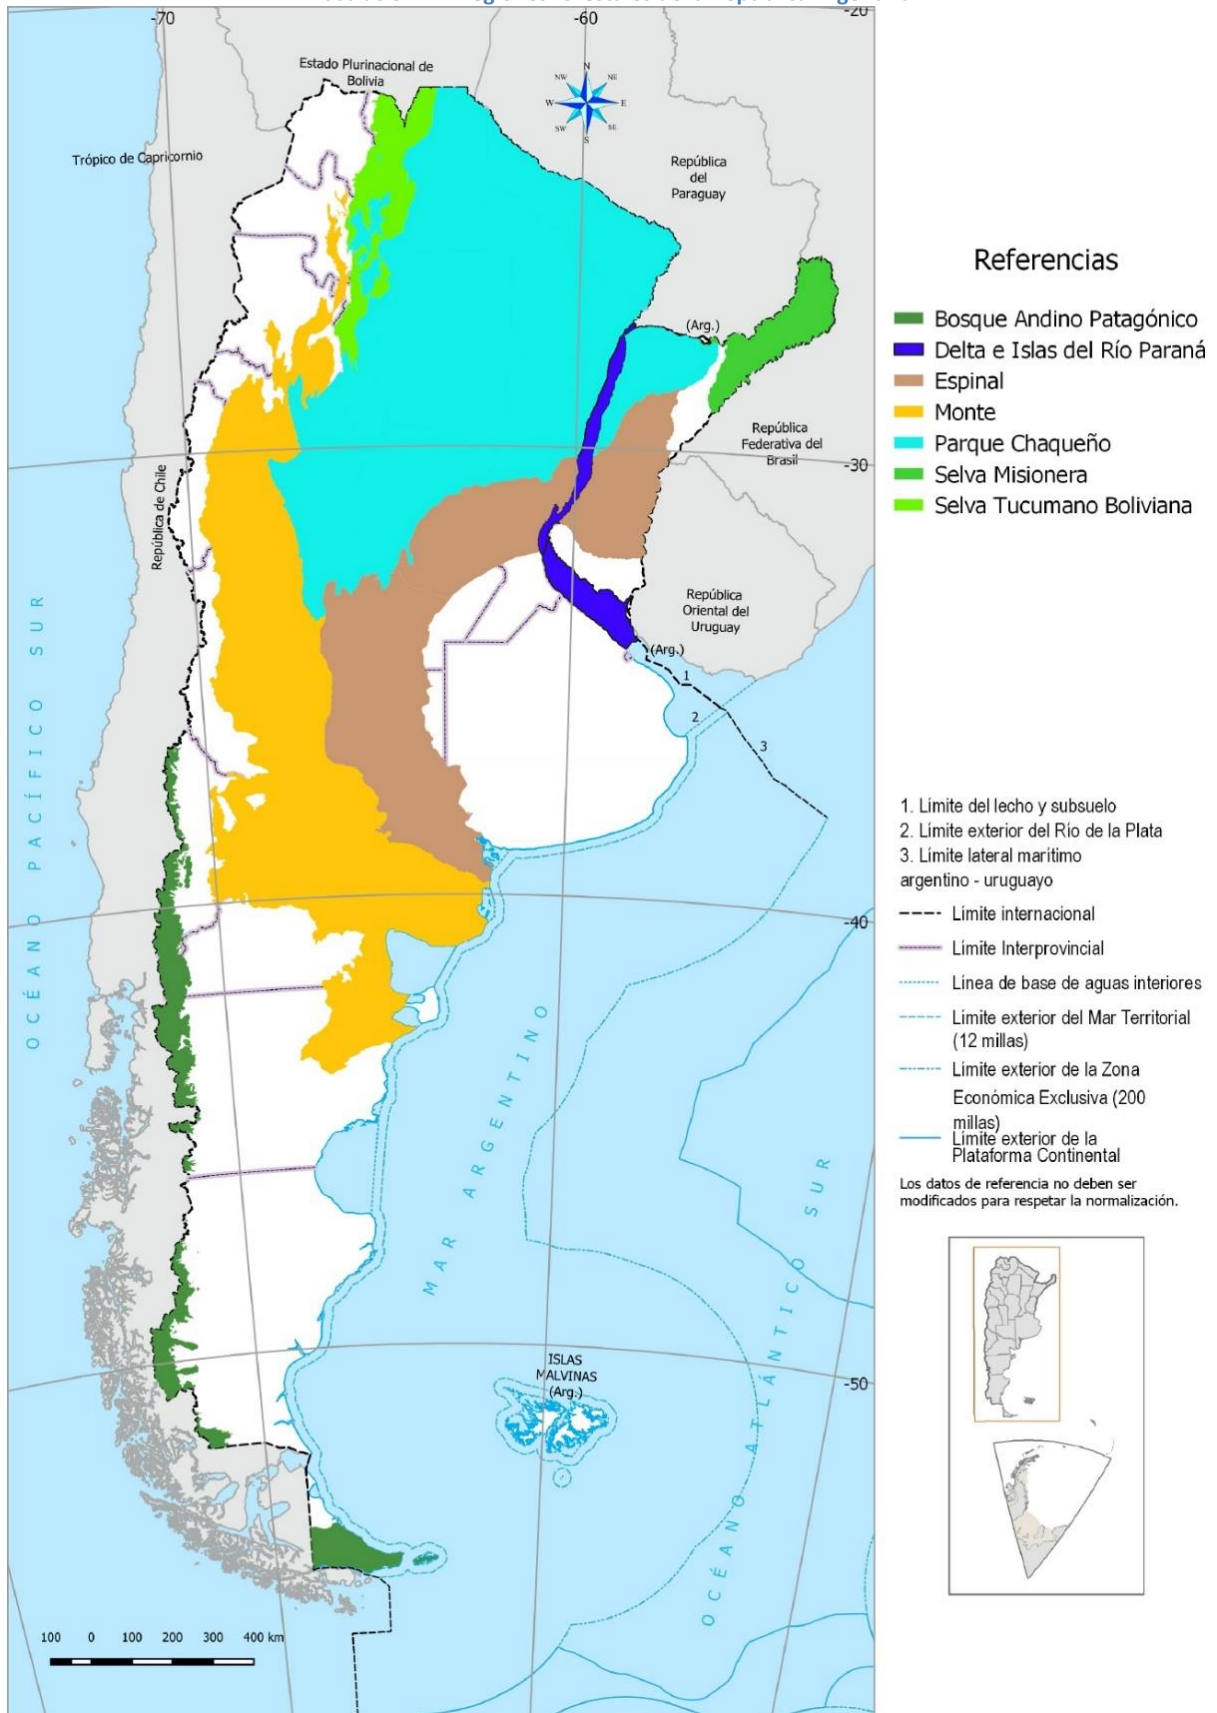 -70
-60
-20
Estado Plurinacional de
Bolivia
N
NW
NE
W
E
SW
SE
S
Trópico de Capricornio
República
del
Paraguay
(Arg.)
República
Federativa del
Brasil
-30
República de Chile
República
Oriental del
Uruguay
(Arg.)
1
2
3
OCÉANO PACÍFICO SUR
-40
MAR ARGENTINO
OCÉANO ATLÁNTICO SUR
ISLAS
MALVINAS
(Arg.)
-50
100 0 100 200 300 400 km
Referencias
Bosque Andino Patagónico
Delta e Islas del Río Paraná
Espinal
Monte
Parque Chaqueño
Selva Misionera
Selva Tucumano Boliviana
1. Límite del lecho y subsuelo
2. Límite exterior del Río de la Plata
3. Límite lateral marítimo
argentino - uruguayo
Límite internacional
Límite Interprovincial
Línea de base de aguas interiores
Límite exterior del Mar Territorial
(12 millas)
Límite exterior de la Zona
Económica Exclusiva (200
millas)
Límite exterior de la
Plataforma Continental
Los datos de referencia no deben ser
modificados para respetar la normalización.